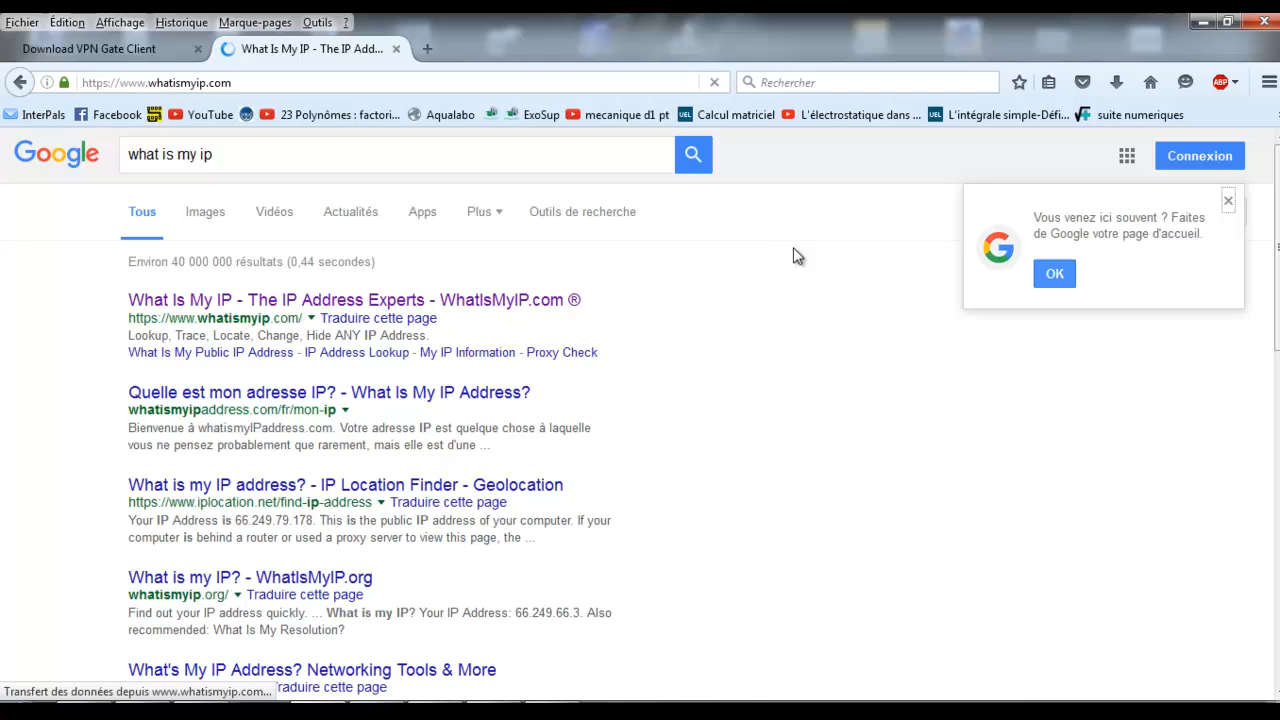 Fichier Édition Affichage Historique Marque-pages Outils ?
Download VPN Gate Client × What Is My IP - The IP Add... × +
https://www.whatismyip.com Rechercher ABP
InterPals Facebook YouTube 23 Polynômes : factori... Aqualabo ExoSup mecanique d1 pt UEL Calcul matriciel L'électrostatique dans ... UEL L'intégrale simple-Défi... suite numeriques
Google what is my ip Connexion
Tous Images Vidéos Actualités Apps Plus Outils de recherche
Vous venez ici souvent ? Faites
de Google votre page d'accueil.
OK
Environ 40 000 000 résultats (0,44 secondes)
What Is My IP - The IP Address Experts - WhatIsMyIP.com ®
https://www.whatismyip.com/ Traduire cette page
Lookup, Trace, Locate, Change, Hide ANY IP Address.
What Is My Public IP Address - IP Address Lookup - My IP Information - Proxy Check
Quelle est mon adresse IP? - What Is My IP Address?
whatismyipaddress.com/fr/mon-ip
Bienvenue à whatismyIPaddress.com. Votre adresse IP est quelque chose à laquelle
vous ne pensez probablement que rarement, mais elle est d'une ...
What is my IP address? - IP Location Finder - Geolocation
https://www.iplocation.net/find-ip-address Traduire cette page
Your IP Address is 66.249.79.178. This is the public IP address of your computer. If your
computer is behind a router or used a proxy server to view this page, the ...
What is my IP? - WhatIsMyIP.org
whatismyip.org/ Traduire cette page
Find out your IP address quickly. ... What is my IP? Your IP Address: 66.249.66.3. Also
recommended: What Is My Resolution?
What's My IP Address? Networking Tools & More
Transfert des données depuis www.whatismyip.com... raduire cette page